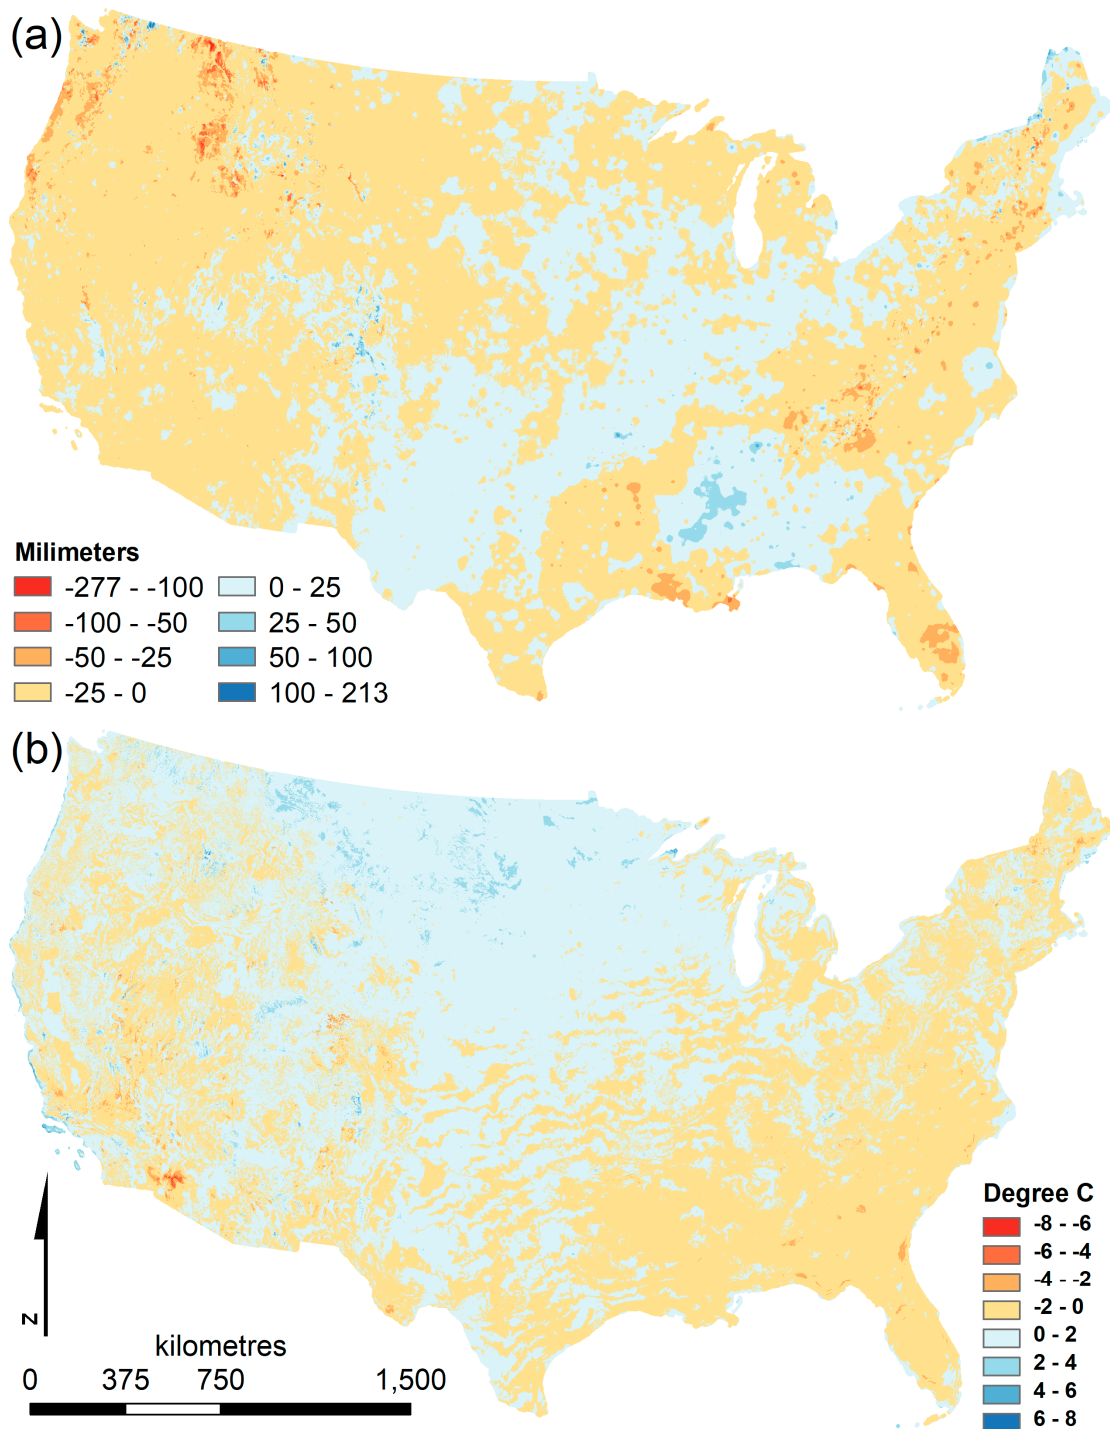 (a)
Milimeters
-277 - -100 0 - 25
-100 - -50 25 - 50
-50 - -25 50 - 100
-25 - 0 100 - 213
(b)
Degree C
-8 - -6
-6 - -4
-4 - -2
-2 - 0
0 - 2
2 - 4
4 - 6
6 - 8
N
kilometres
0 375 750 1,500